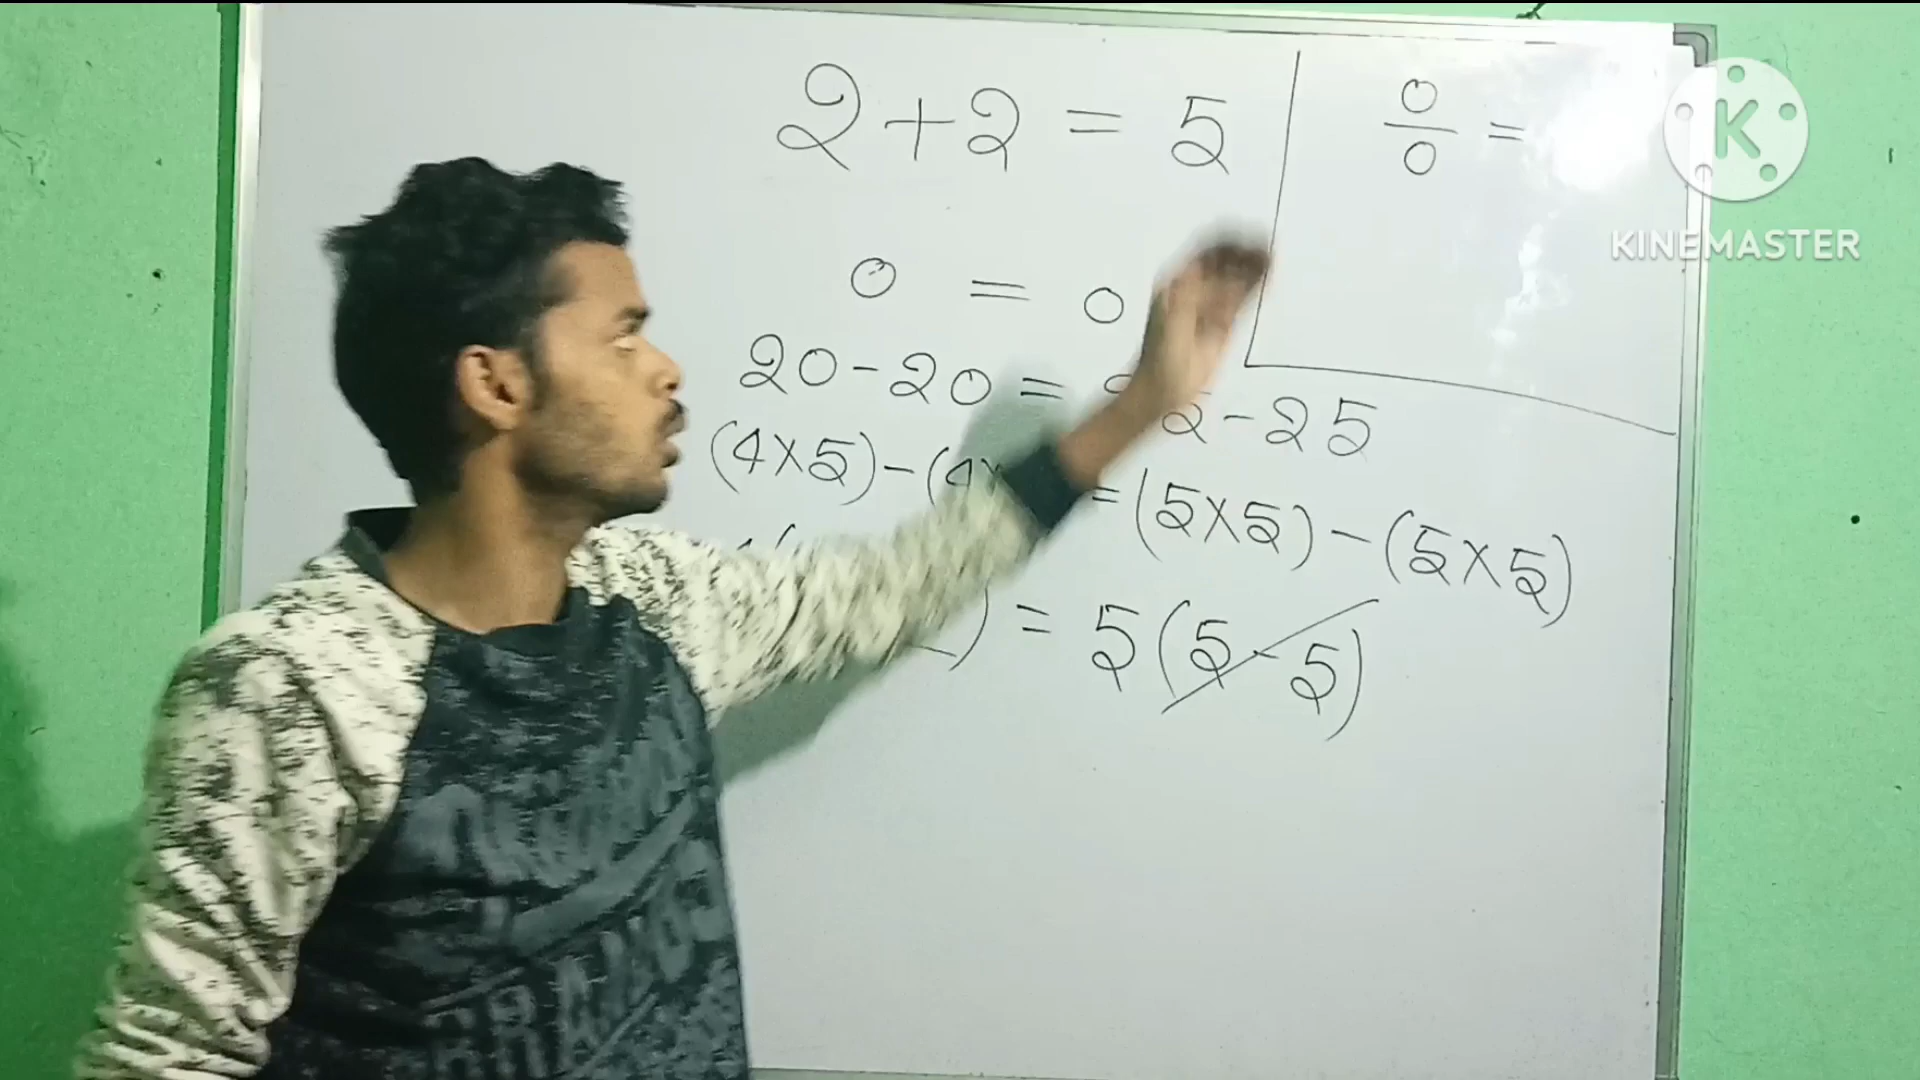 2+2 = 5
0/0 =
K
KINEMASTER
0 = 0
20-20 = 25-25
(4×5)-(4× = (5×5)-(5×5)
) = 5(5-5)